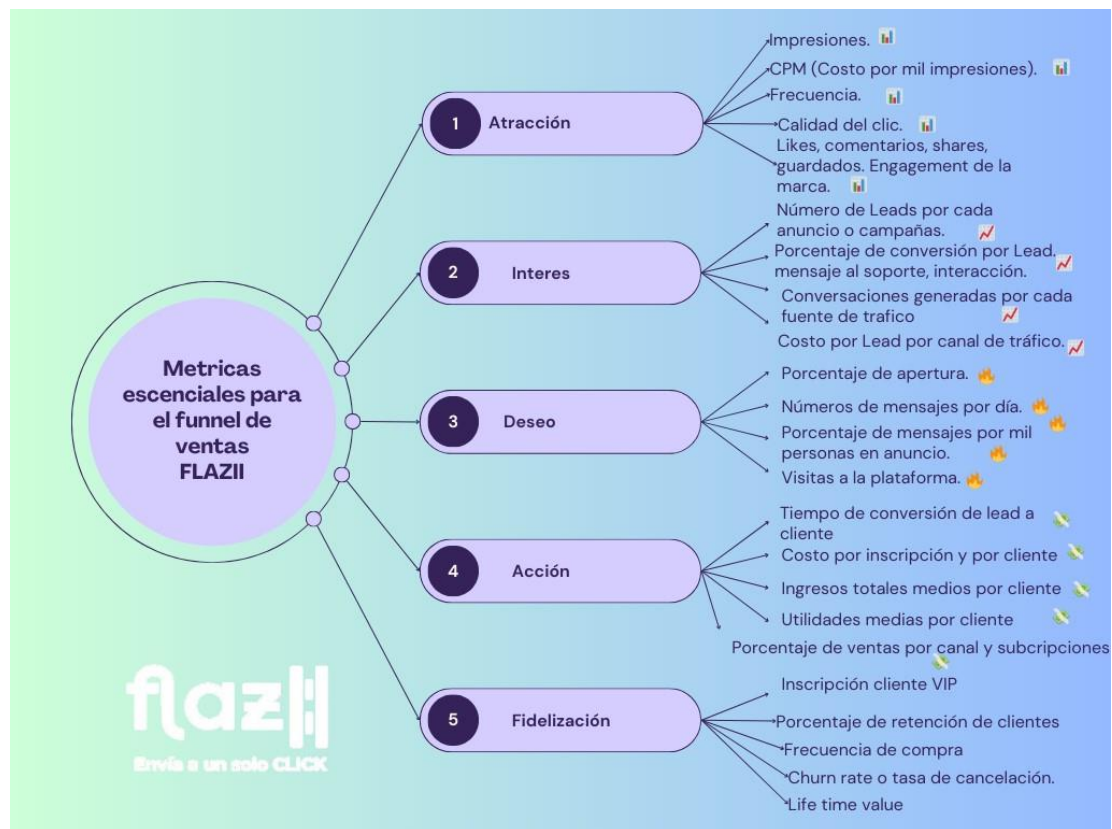 Metricas
escenciales para
el funnel de
ventas
FLAZII
1 Atracción
Impresiones.
CPM (Costo por mil impresiones).
Frecuencia.
Calidad del clic.
Likes, comentarios, shares,
guardados. Engagement de la
marca.
2 Interes
Número de Leads por cada
anuncio o campañas.
Porcentaje de conversión por Lead,
mensaje al soporte, interacción.
Conversaciones generadas por cada
fuente de trafico
Costo por Lead por canal de tráfico.
3 Deseo
Porcentaje de apertura.
Números de mensajes por día.
Porcentaje de mensajes por mil
personas en anuncio.
Visitas a la plataforma.
4 Acción
Tiempo de conversión de lead a
cliente
Costo por inscripción y por cliente
Ingresos totales medios por cliente
Utilidades medias por cliente
Porcentaje de ventas por canal y subcripciones
5 Fidelización
Inscripción cliente VIP
Porcentaje de retención de clientes
Frecuencia de compra
Churn rate o tasa de cancelación.
Life time value
flazii
Envía a un solo CLICK